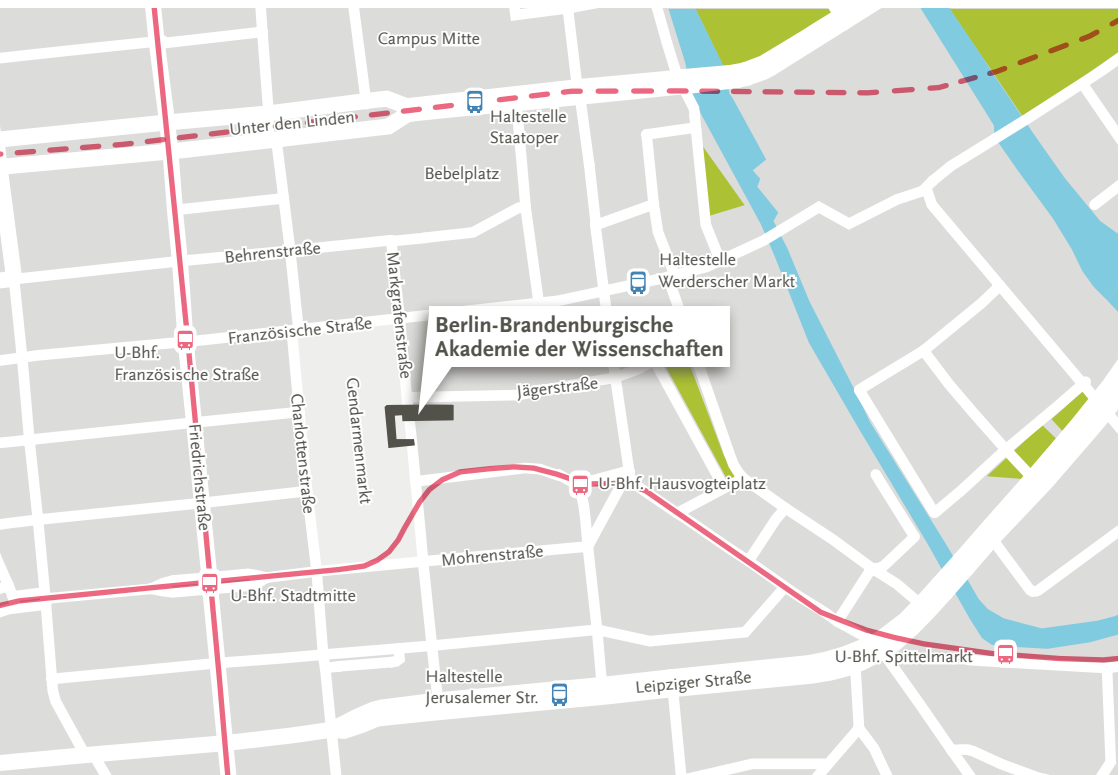 Campus Mitte
Unter den Linden
Haltestelle
Staatoper
Bebelplatz
Behrenstraße
Markgrafenstraße
Haltestelle
Werderscher Markt
Französische Straße
Berlin-Brandenburgische
Akademie der Wissenschaften
U-Bhf.
Französische Straße
Jägerstraße
Gendarmenmarkt
Charlottenstraße
Friedrichstraße
U-Bhf. Hausvogteiplatz
Mohrenstraße
U-Bhf. Stadtmitte
U-Bhf. Spittelmarkt
Haltestelle
Jerusalemer Str.
Leipziger Straße